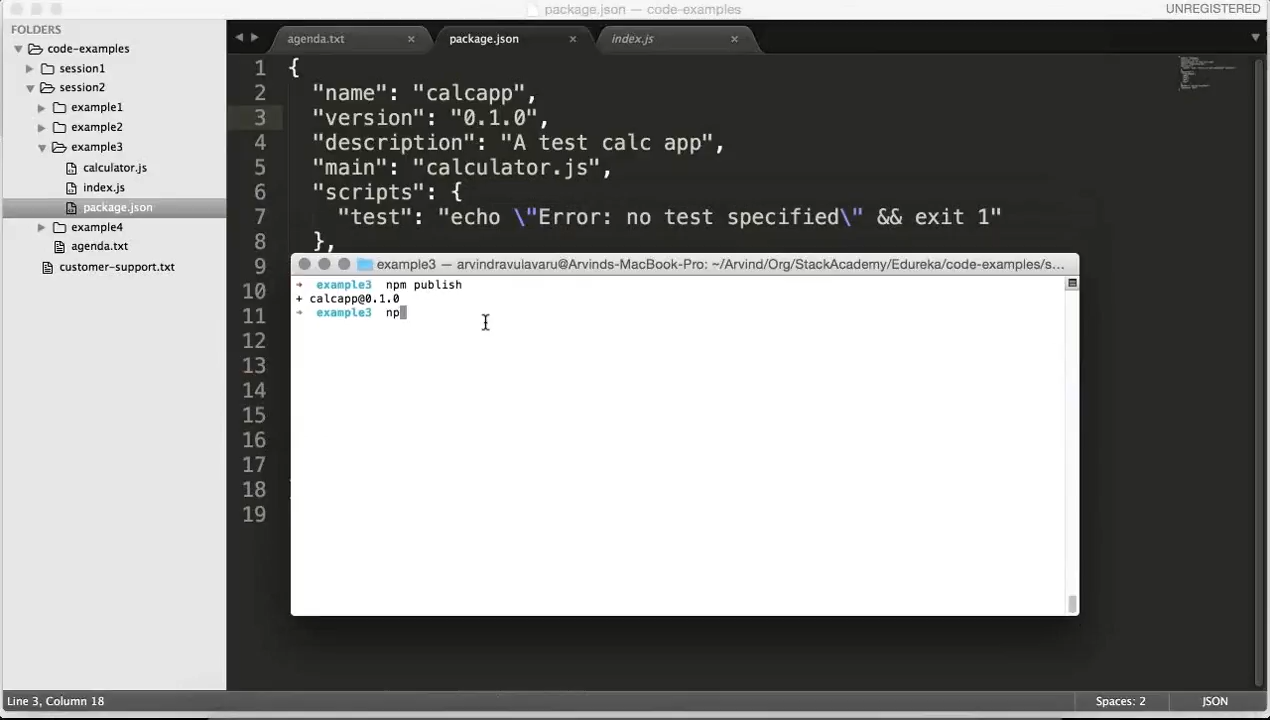 package.json — code-examples
UNREGISTERED
FOLDERS
code-examples
session1
session2
example1
example2
example3
calculator.js
index.js
package.json
example4
agenda.txt
customer-support.txt
agenda.txt × package.json × index.js ×
1 {
2 "name": "calcapp",
3 "version": "0.1.0",
4 "description": "A test calc app",
5 "main": "calculator.js",
6 "scripts": {
7 "test": "echo \"Error: no test specified\" && exit 1"
8 },
9
10
11
12
13
14
15
16
17
18
19
example3 — arvindravulavaru@Arvinds-MacBook-Pro: ~/Arvind/Org/StackAcademy/Edureka/code-examples/s...
→ example3 npm publish
+ calcapp@0.1.0
→ example3 np
Line 3, Column 18
Spaces: 2
JSON